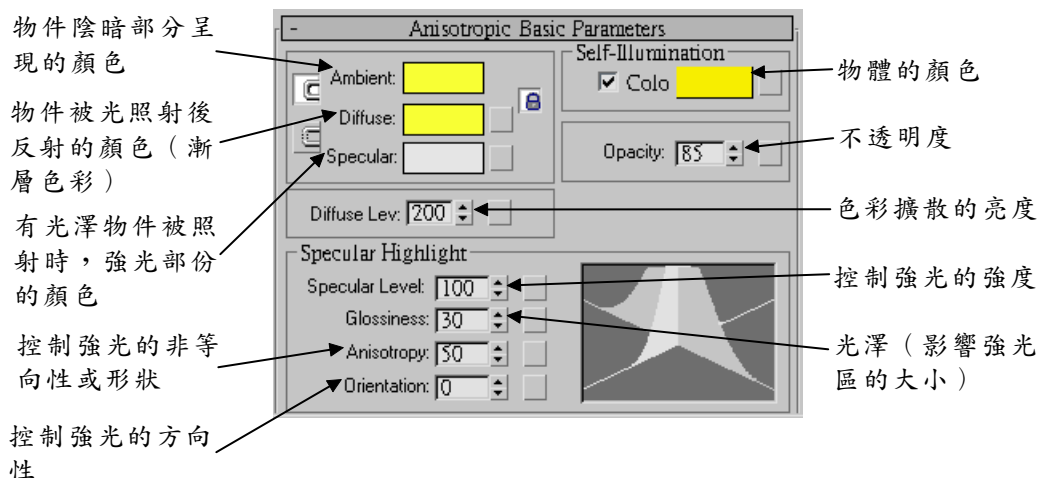 物件陰暗部分呈
現的顏色
物件被光照射後
反射的顏色（漸
層色彩）
有光澤物件被照
射時，強光部份
的顏色
控制強光的非等
向性或形狀
控制強光的方向
性
- Anisotropic Basic Parameters
Ambient:
Diffuse:
Specular:
Self-Illumination
Colo
Opacity: 85
Diffuse Lev: 200
Specular Highlight
Specular Level: 100
Glossiness: 30
Anisotropy: 50
Orientation: 0
物體的顏色
不透明度
色彩擴散的亮度
控制強光的強度
光澤（影響強光
區的大小）